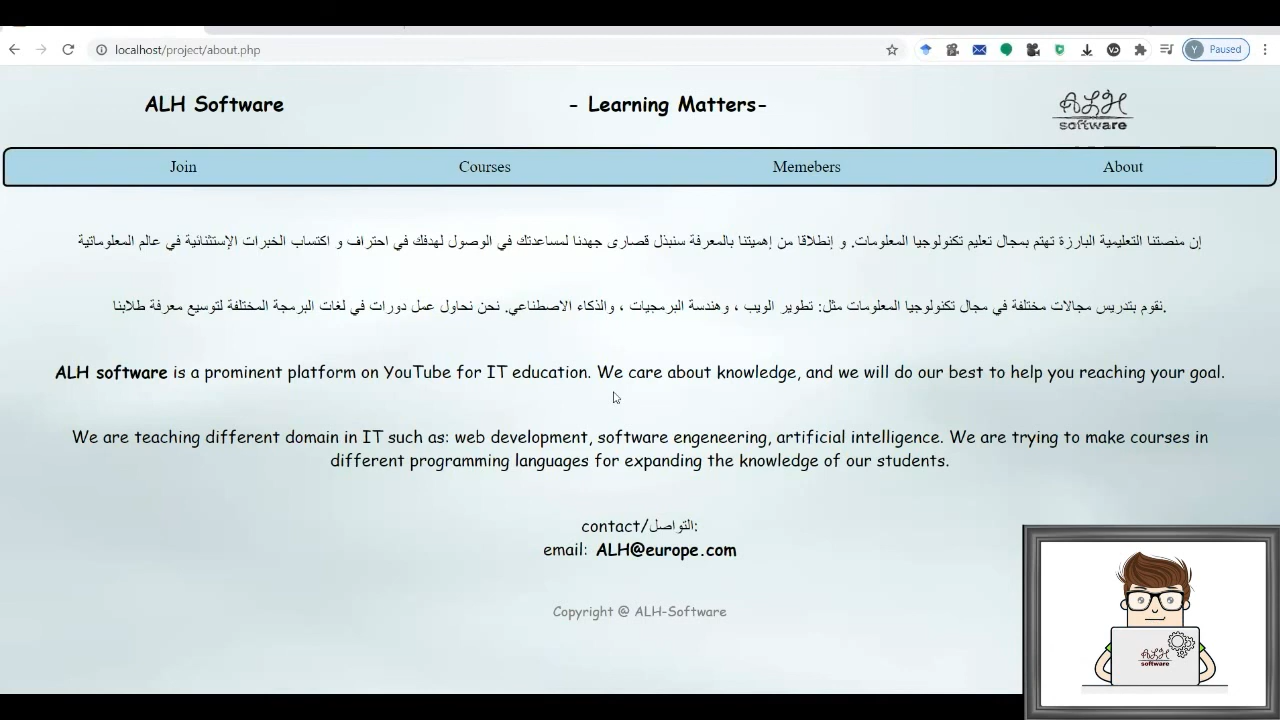 localhost/project/about.php
Y Paused
ALH Software
- Learning Matters-
ALH
software
Join Courses Memebers About
إن منصتنا التعليمية البارزة تهتم بمجال تعليم تكنولوجيا المعلومات. و إنطلاقا من إهميتنا بالمعرفة سنبذل قصارى جهدنا لمساعدتك في الوصول لهدفك في احتراف و اكتساب الخبرات الإستثنائية في عالم المعلوماتية
نقوم بتدريس مجالات مختلفة في مجال تكنولوجيا المعلومات مثل: تطوير الويب ، وهندسة البرمجيات ، والذكاء الاصطناعي. نحن نحاول عمل دورات في لغات البرمجة المختلفة لتوسيع معرفة طلابنا.
ALH software is a prominent platform on YouTube for IT education. We care about knowledge, and we will do our best to help you reaching your goal.
We are teaching different domain in IT such as: web development, software engeneering, artificial intelligence. We are trying to make courses in
different programming languages for expanding the knowledge of our students.
contact/التواصل:
email: ALH@europe.com
Copyright @ ALH-Software
ALH
software